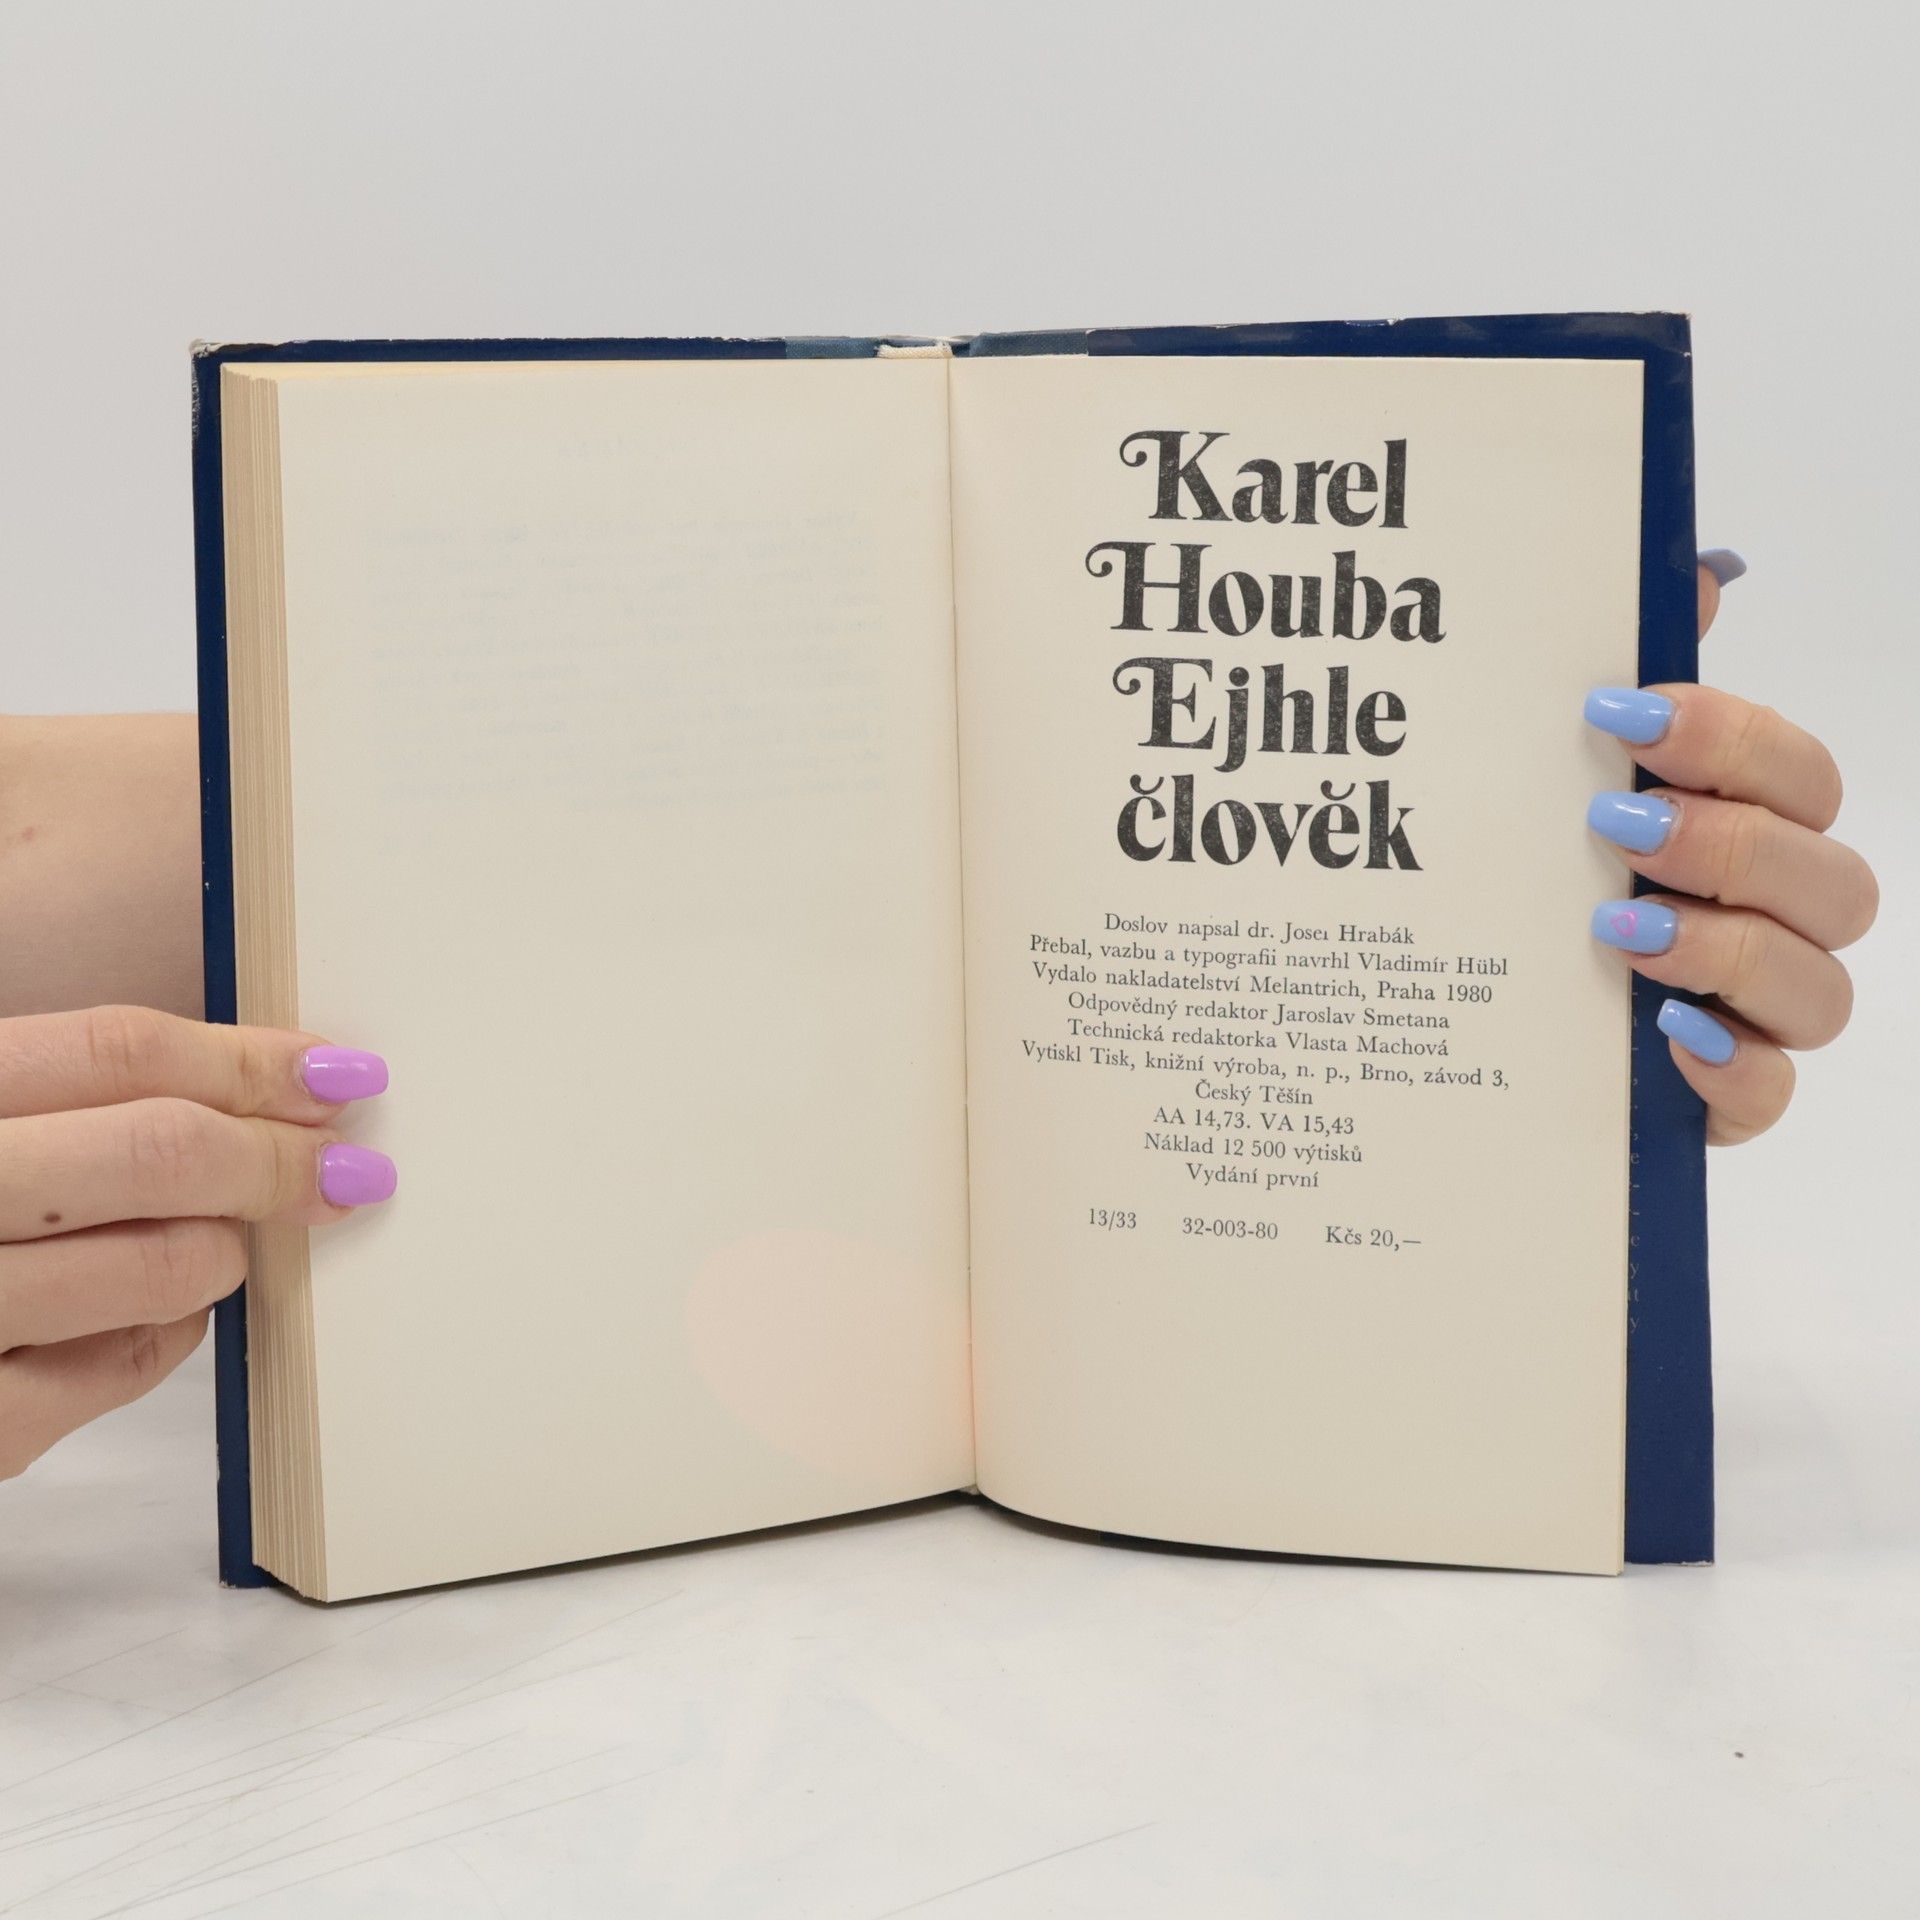 Karel
Houba
Ejhle
člověk
Doslov napsal dr. Josef Hrabák
Přebal, vazbu a typografii navrhl Vladimír Hübl
Vydalo nakladatelství Melantrich, Praha 1980
Odpovědný redaktor Jaroslav Smetana
Technická redaktorka Vlasta Machová
Vytiskl Tisk, knižní výroba, n. p., Brno, závod 3,
Český Těšín
AA 14,73. VA 15,43
Náklad 12 500 výtisků
Vydání první
13/33 32-003-80 Kčs 20,—